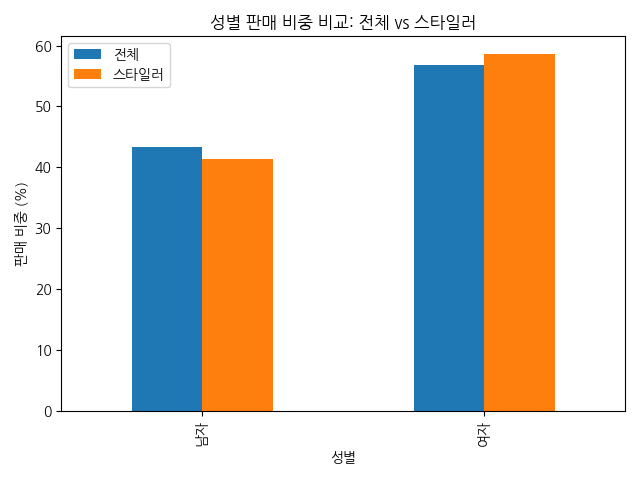 성별 판매 비중 비교: 전체 vs 스타일러
전체
스타일러
판매 비중 (%)
60
50
40
30
20
10
0
남자
여자
성별